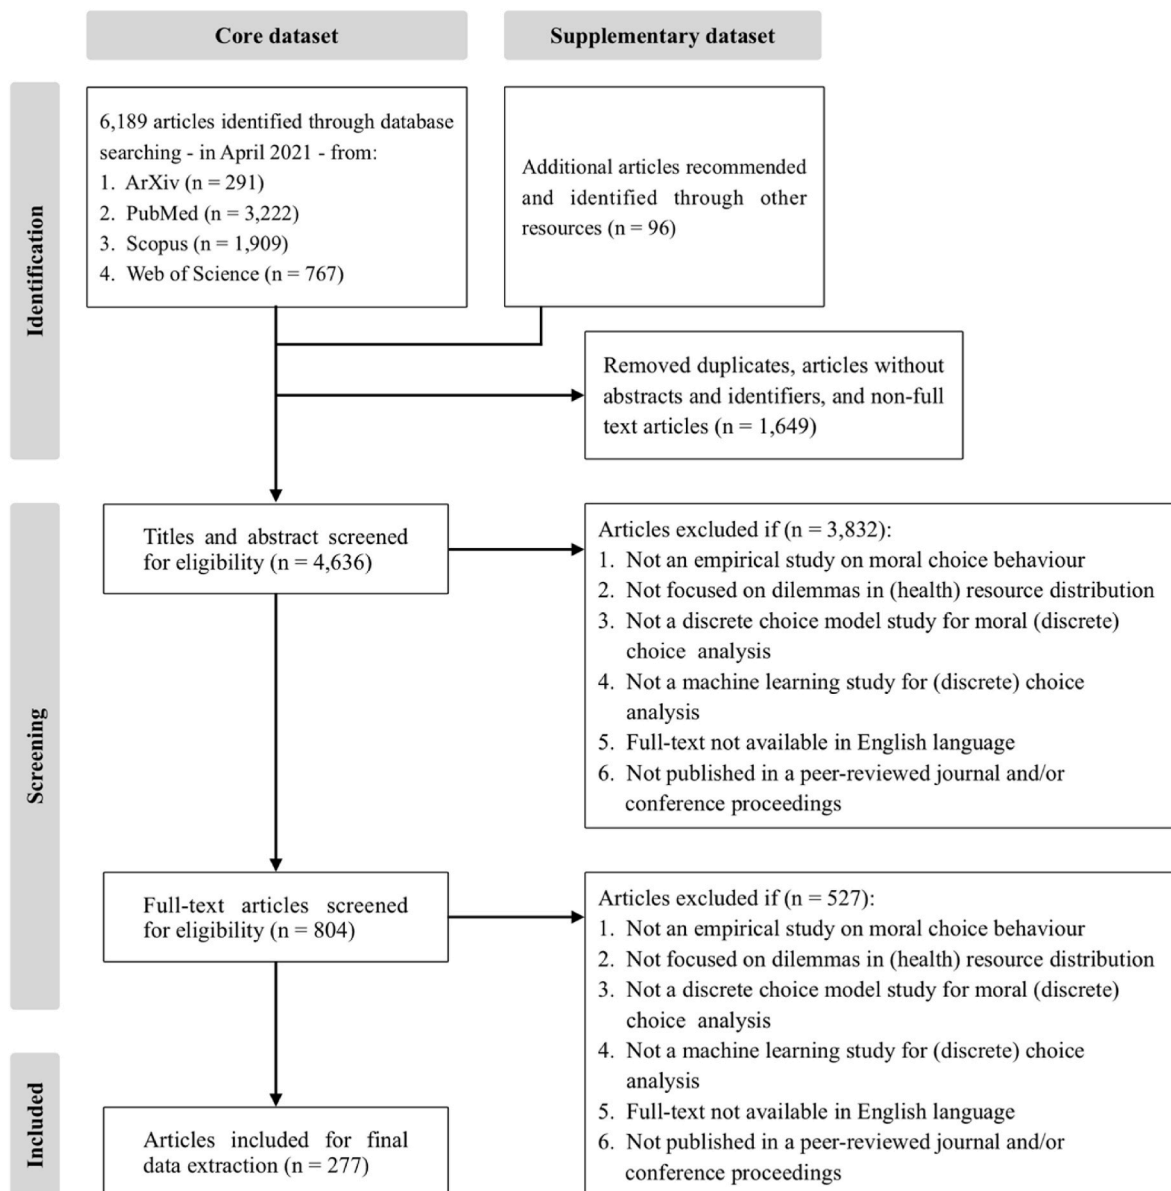 Core dataset
Supplementary dataset
Identification
6,189 articles identified through database
searching - in April 2021 - from:
1. ArXiv (n = 291)
2. PubMed (n = 3,222)
3. Scopus (n = 1,909)
4. Web of Science (n = 767)
Additional articles recommended
and identified through other
resources (n = 96)
Removed duplicates, articles without
abstracts and identifiers, and non-full
text articles (n = 1,649)
Screening
Titles and abstract screened
for eligibility (n = 4,636)
Articles excluded if (n = 3,832):
1. Not an empirical study on moral choice behaviour
2. Not focused on dilemmas in (health) resource distribution
3. Not a discrete choice model study for moral (discrete)
choice analysis
4. Not a machine learning study for (discrete) choice
analysis
5. Full-text not available in English language
6. Not published in a peer-reviewed journal and/or
conference proceedings
Full-text articles screened
for eligibility (n = 804)
Articles excluded if (n = 527):
1. Not an empirical study on moral choice behaviour
2. Not focused on dilemmas in (health) resource distribution
3. Not a discrete choice model study for moral (discrete)
choice analysis
4. Not a machine learning study for (discrete) choice
analysis
5. Full-text not available in English language
6. Not published in a peer-reviewed journal and/or
conference proceedings
Included
Articles included for final
data extraction (n = 277)